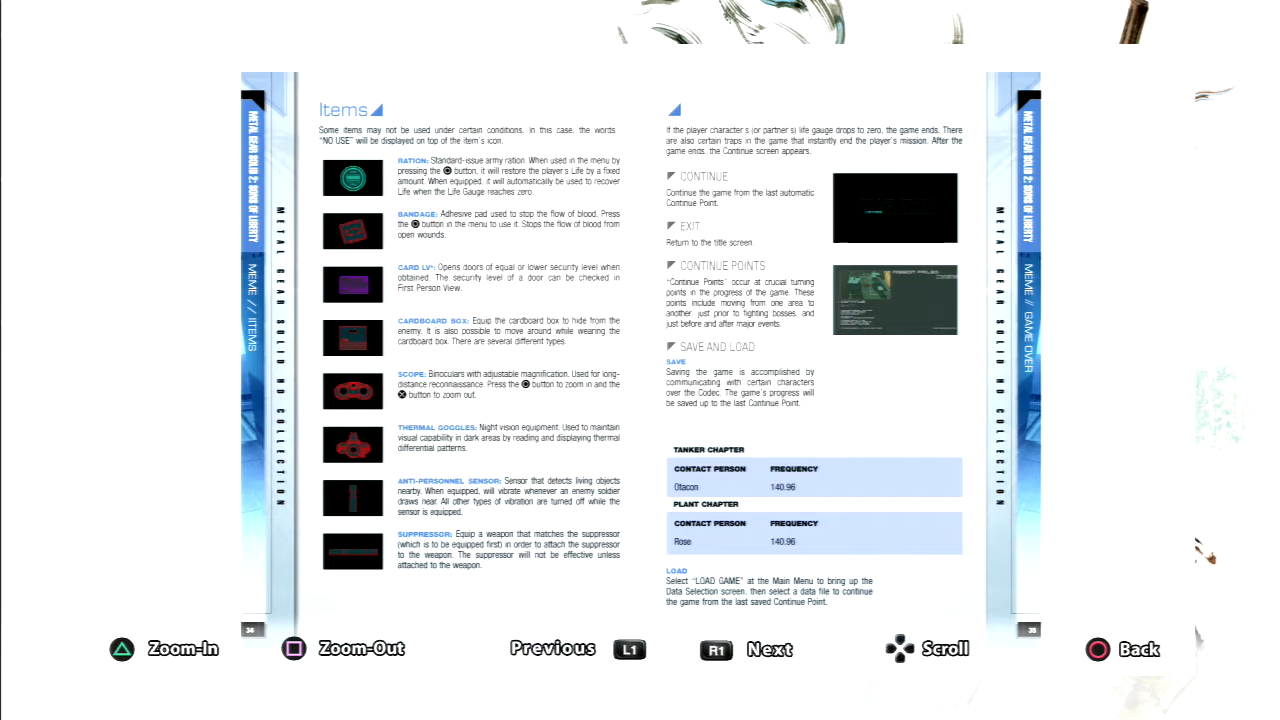 METAL GEAR SOLID 2: SONS OF LIBERTY
MEME // IITEMS
METAL GEAR SOLID HD COLLECTION
34
Items
Some items may not be used under certain conditions. In this case, the words
"NO USE" will be displayed on top of the item's icon.
RATION: Standard-issue army ration. When used in the menu by
pressing the button, it will restore the player's Life by a fixed
amount. When equipped, it will automatically be used to recover
Life when the Life Gauge reaches zero.
BANDAGE: Adhesive pad used to stop the flow of blood. Press
the button in the menu to use it. Stops the flow of blood from
open wounds.
CARD LV*: Opens doors of equal or lower security level when
obtained. The security level of a door can be checked in
First Person View.
CARDBOARD BOX: Equip the cardboard box to hide from the
enemy. It is also possible to move around while wearing the
cardboard box. There are several different types.
SCOPE: Binoculars with adjustable magnification. Used for long-
distance reconnaissance. Press the button to zoom in and the
button to zoom out.
THERMAL GOGGLES: Night vision equipment. Used to maintain
visual capability in dark areas by reading and displaying thermal
differential patterns.
ANTI-PERSONNEL SENSOR: Sensor that detects living objects
nearby. When equipped, will vibrate whenever an enemy soldier
draws near. All other types of vibration are turned off while the
sensor is equipped.
SUPPRESSOR: Equip a weapon that matches the suppressor
(which is to be equipped first) in order to attach the suppressor
to the weapon. The suppressor will not be effective unless
attached to the weapon.
If the player character s (or partner s) life gauge drops to zero, the game ends. There
are also certain traps in the game that instantly end the player's mission. After the
game ends, the Continue screen appears.
CONTINUE
Continue the game from the last automatic
Continue Point.
EXIT
Return to the title screen
CONTINUE POINTS
"Continue Points" occur at crucial turning
points in the progress of the game. These
points include moving from one area to
another, just prior to fighting bosses, and
just before and after major events.
MISSION FAILED
CONTINUE
SAVE AND LOAD
SAVE
Saving the game is accomplished by
communicating with certain characters
over the Codec. The game's progress will
be saved up to the last Continue Point.
TANKER CHAPTER
CONTACT PERSON FREQUENCY
Otacon 140.96
PLANT CHAPTER
CONTACT PERSON FREQUENCY
Rose 140.96
LOAD
Select "LOAD GAME" at the Main Menu to bring up the
Data Selection screen, then select a data file to continue
the game from the last saved Continue Point.
METAL GEAR SOLID HD COLLECTION
METAL GEAR SOLID 2: SONS OF LIBERTY
MEME // GAME OVER
35
Zoom-In Zoom-Out Previous L1 R1 Next Scroll Back